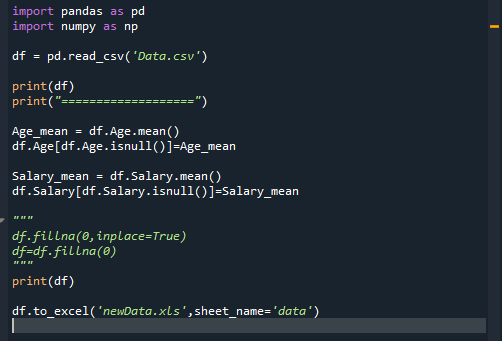 import pandas as pd
import numpy as np
df = pd.read_csv('Data.csv')
print(df)
print("===================")
Age_mean = df.Age.mean()
df.Age[df.Age.isnull()]=Age_mean
Salary_mean = df.Salary.mean()
df.Salary[df.Salary.isnull()]=Salary_mean
"""
df.fillna(0,inplace=True)
df=df.fillna(0)
"""
print(df)
df.to_excel('newData.xls',sheet_name='data')